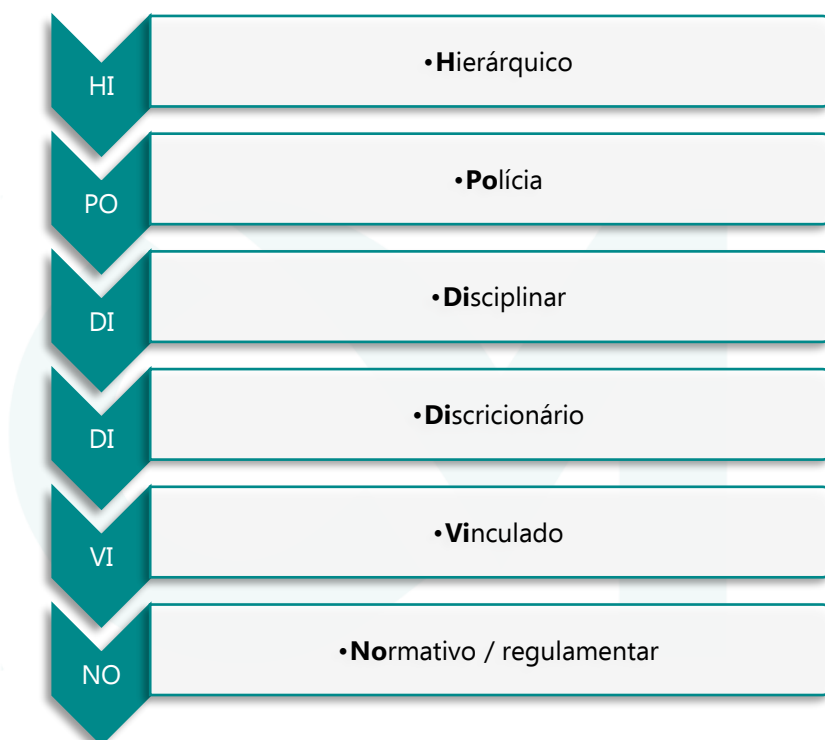 HI
•Hierárquico
PO
•Polícia
DI
•Disciplinar
DI
•Discricionário
VI
•Vinculado
NO
•Normativo / regulamentar